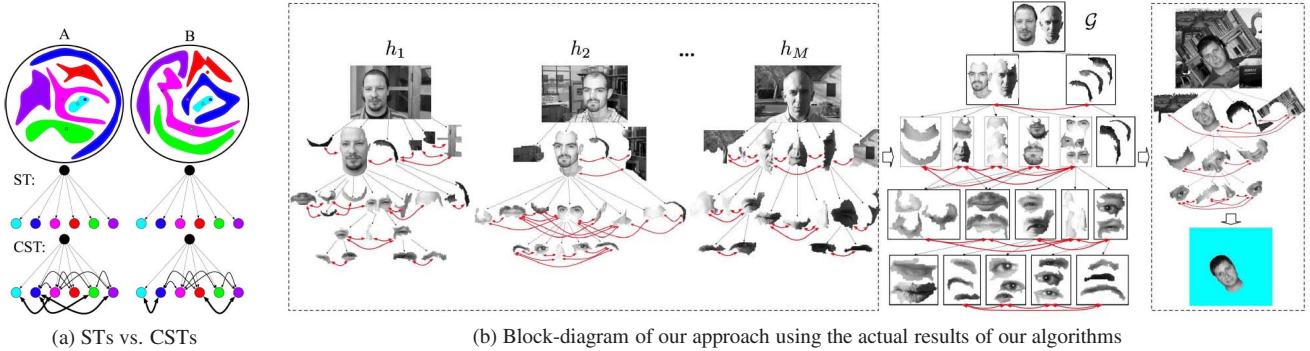 A B
ST:
CST:
(a) STs vs. CSTs
h1 h2 ... hM
G
(b) Block-diagram of our approach using the actual results of our algorithms